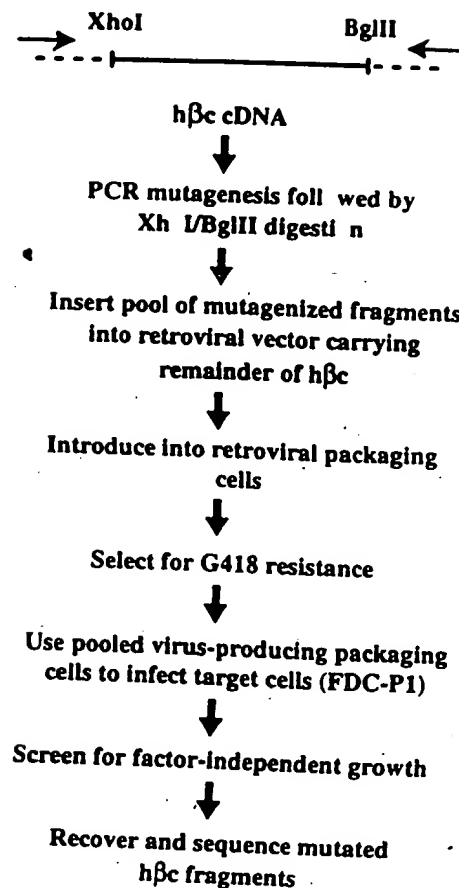 XhoI BglII
hβc cDNA
PCR mutagenesis foll wed by
Xh I/BglII digesti n
Insert pool of mutagenized fragments
into retroviral vector carrying
remainder of hβc
Introduce into retroviral packaging
cells
Select for G418 resistance
Use pooled virus-producing packaging
cells to infect target cells (FDC-P1)
Screen for factor-independent growth
Recover and sequence mutated
hβc fragments